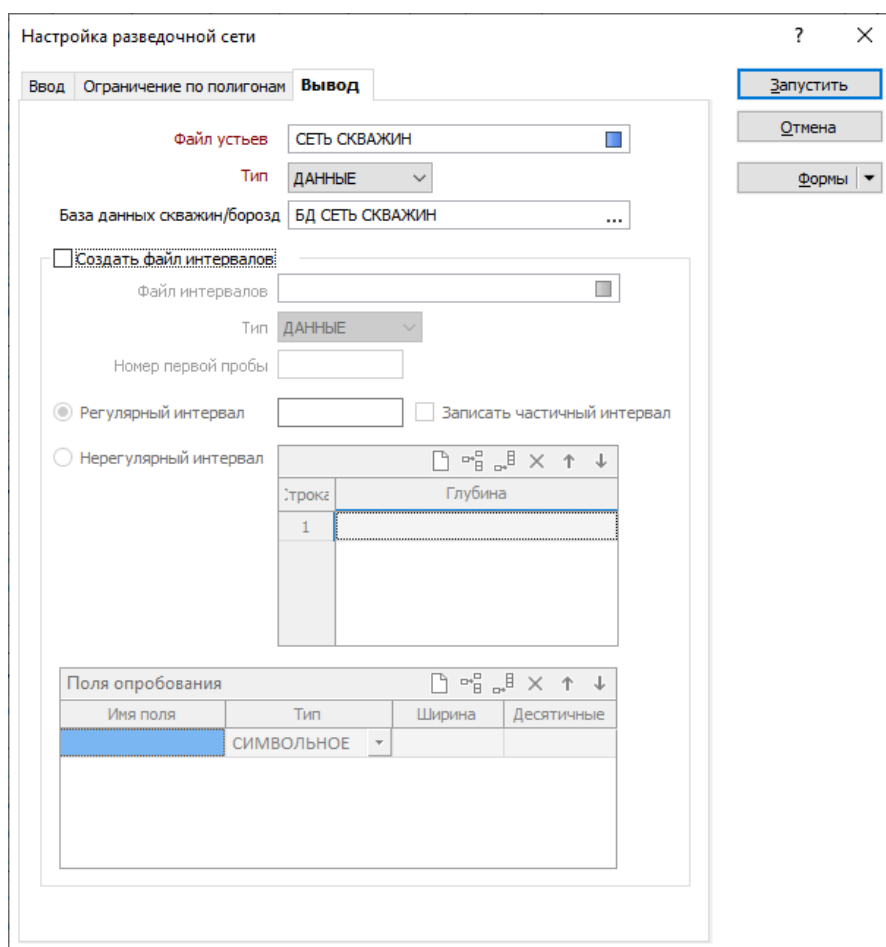 Настройка разведочной сети ?
Ввод Ограничение по полигонам Вывод
Запустить
Отмена
Формы
Файл устьев СЕТЬ СКВАЖИН
Тип ДАННЫЕ
База данных скважин/борозд БД СЕТЬ СКВАЖИН ...
Создать файл интервалов
Файл интервалов
Тип ДАННЫЕ
Номер первой пробы
Регулярный интервал Записать частичный интервал
Нерегулярный интервал
Строка Глубина
1
Поля опробования
Имя поля Тип Ширина Десятичные
СИМВОЛЬНОЕ